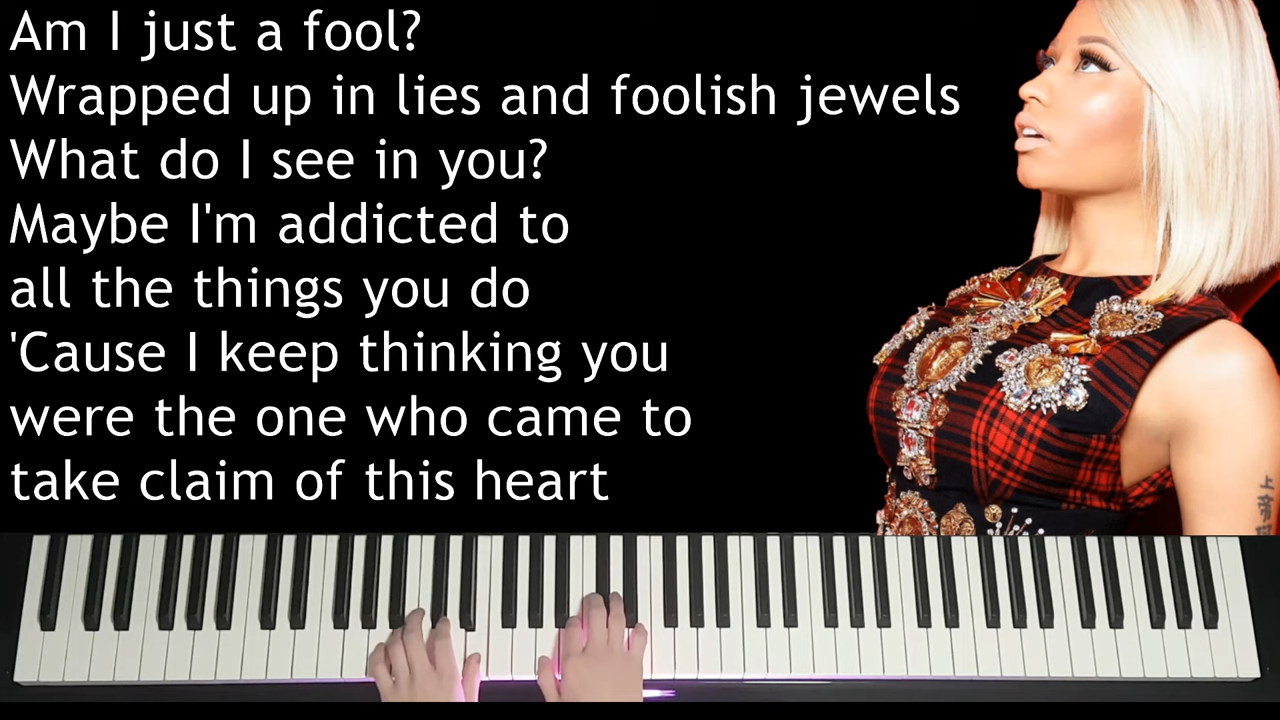 Am I just a fool?
Wrapped up in lies and foolish jewels
What do I see in you?
Maybe I'm addicted to
all the things you do
'Cause I keep thinking you
were the one who came to
take claim of this heart
上
帝